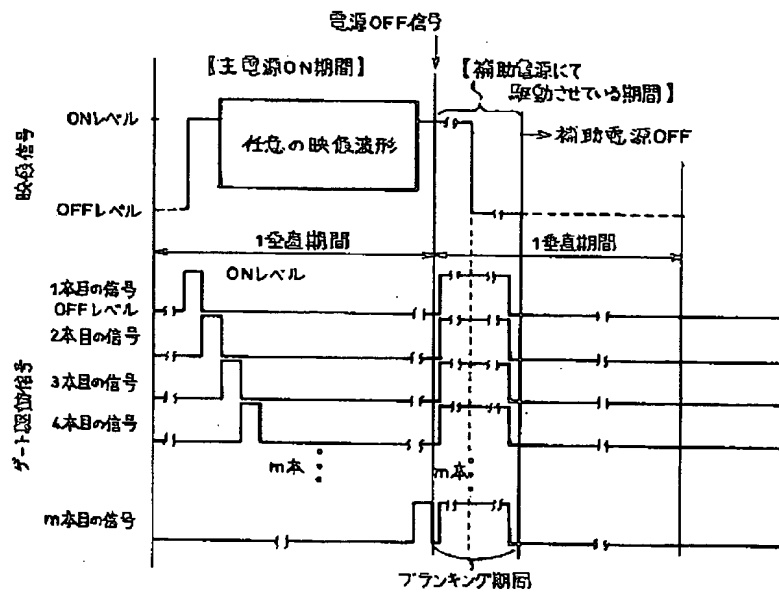 電源OFF信号
【主電源ON期間】
【補助電源にて
駆動させている期間】
ONレベル
任意の映像波形
補助電源OFF
映像信号
OFFレベル
1垂直期間
1垂直期間
ONレベル
1本目の信号
OFFレベル
2本目の信号
3本目の信号
4本目の信号
ゲート電位信号
m本
m本
m本目の信号
ブランキング期間